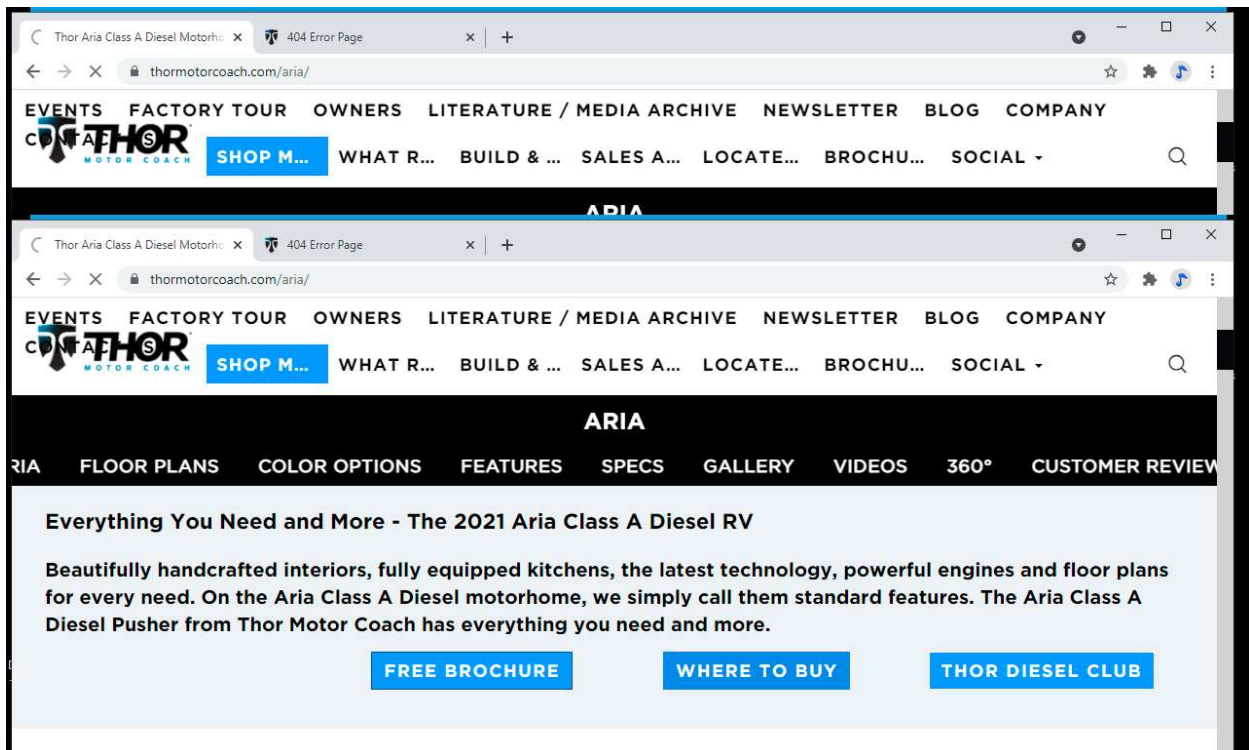 Thor Aria Class A Diesel Motorho
404 Error Page
thormotorcoach.com/aria/
EVENTS FACTORY TOUR OWNERS LITERATURE / MEDIA ARCHIVE NEWSLETTER BLOG COMPANY
THOR
MOTOR COACH
SHOP M... WHAT R... BUILD & ... SALES A... LOCATE... BROCHU... SOCIAL
ARIA
Thor Aria Class A Diesel Motorho
404 Error Page
thormotorcoach.com/aria/
EVENTS FACTORY TOUR OWNERS LITERATURE / MEDIA ARCHIVE NEWSLETTER BLOG COMPANY
THOR
MOTOR COACH
SHOP M... WHAT R... BUILD & ... SALES A... LOCATE... BROCHU... SOCIAL
ARIA
RIA FLOOR PLANS COLOR OPTIONS FEATURES SPECS GALLERY VIDEOS 360° CUSTOMER REVIEW
Everything You Need and More - The 2021 Aria Class A Diesel RV
Beautifully handcrafted interiors, fully equipped kitchens, the latest technology, powerful engines and floor plans
for every need. On the Aria Class A Diesel motorhome, we simply call them standard features. The Aria Class A
Diesel Pusher from Thor Motor Coach has everything you need and more.
FREE BROCHURE WHERE TO BUY THOR DIESEL CLUB